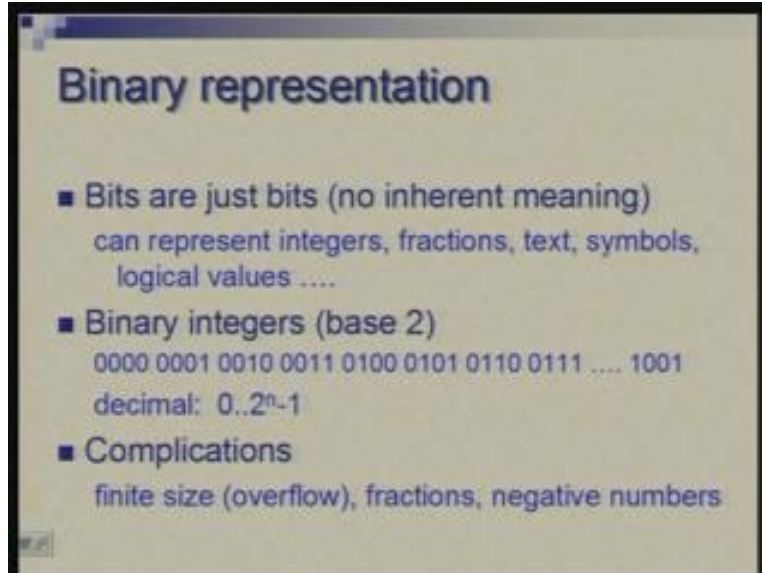 Binary representation
■ Bits are just bits (no inherent meaning)
can represent integers, fractions, text, symbols,
logical values ....
■ Binary integers (base 2)
0000 0001 0010 0011 0100 0101 0110 0111 .... 1001
decimal: 0..2ⁿ-1
■ Complications
finite size (overflow), fractions, negative numbers